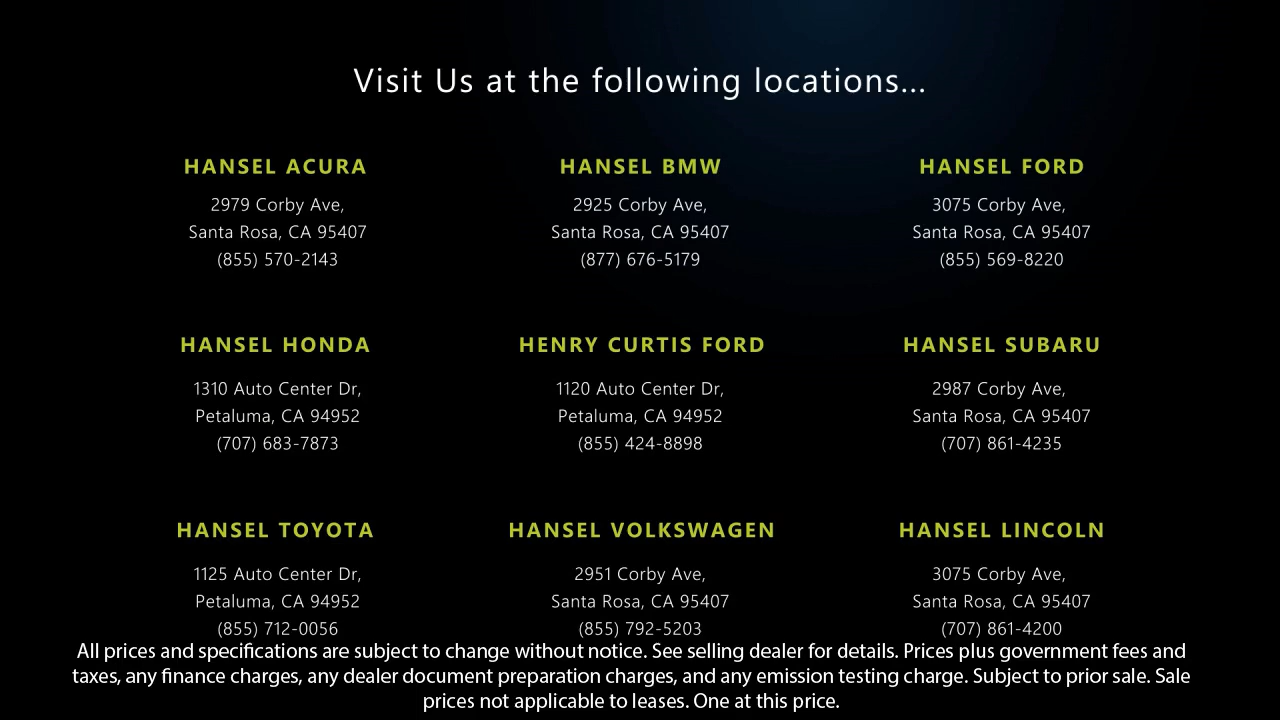 Visit Us at the following locations...
HANSEL ACURA
2979 Corby Ave,
Santa Rosa, CA 95407
(855) 570-2143
HANSEL BMW
2925 Corby Ave,
Santa Rosa, CA 95407
(877) 676-5179
HANSEL FORD
3075 Corby Ave,
Santa Rosa, CA 95407
(855) 569-8220
HANSEL HONDA
1310 Auto Center Dr,
Petaluma, CA 94952
(707) 683-7873
HENRY CURTIS FORD
1120 Auto Center Dr,
Petaluma, CA 94952
(855) 424-8898
HANSEL SUBARU
2987 Corby Ave,
Santa Rosa, CA 95407
(707) 861-4235
HANSEL TOYOTA
1125 Auto Center Dr,
Petaluma, CA 94952
(855) 712-0056
HANSEL VOLKSWAGEN
2951 Corby Ave,
Santa Rosa, CA 95407
(855) 792-5203
HANSEL LINCOLN
3075 Corby Ave,
Santa Rosa, CA 95407
(707) 861-4200
All prices and specifications are subject to change without notice. See selling dealer for details. Prices plus government fees and
taxes, any finance charges, any dealer document preparation charges, and any emission testing charge. Subject to prior sale. Sale
prices not applicable to leases. One at this price.